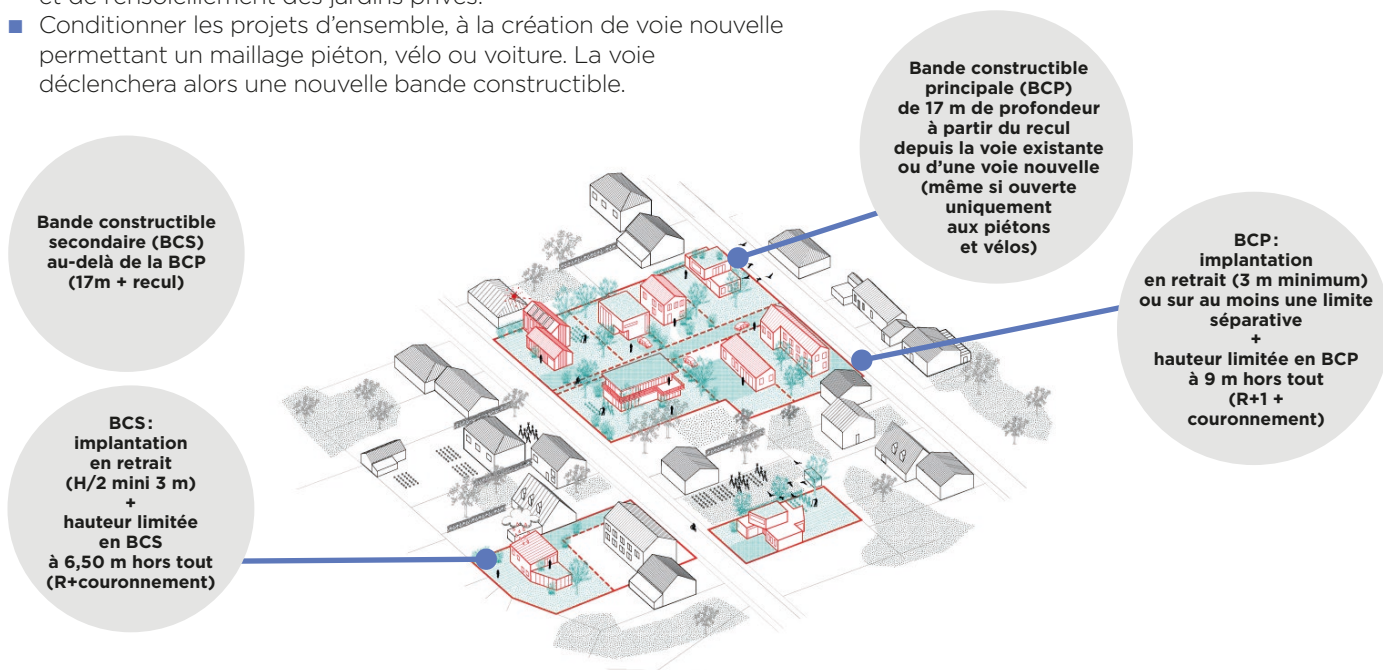 et de l'ensoleillement des jardins privés.
■ Conditionner les projets d'ensemble, à la création de voie nouvelle
permettant un maillage piéton, vélo ou voiture. La voie
déclenchera alors une nouvelle bande constructible.
Bande constructible
principale (BCP)
de 17 m de profondeur
à partir du recul
depuis la voie existante
ou d'une voie nouvelle
(même si ouverte
uniquement
aux piétons
et vélos)
Bande constructible
secondaire (BCS)
au-delà de la BCP
(17m + recul)
BCP :
implantation
en retrait (3 m minimum)
ou sur au moins une limite
séparative
+
hauteur limitée en BCP
à 9 m hors tout
(R+1 +
couronnement)
BCS :
implantation
en retrait
(H/2 mini 3 m)
+
hauteur limitée
en BCS
à 6,50 m hors tout
(R+couronnement)